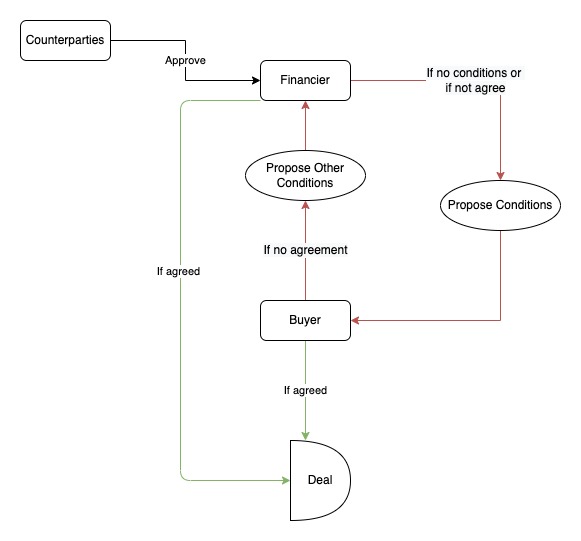 Counterparties
Approve
Financier
If no conditions or
if not agree
Propose Other
Conditions
Propose Conditions
If no agreement
If agreed
Buyer
If agreed
Deal